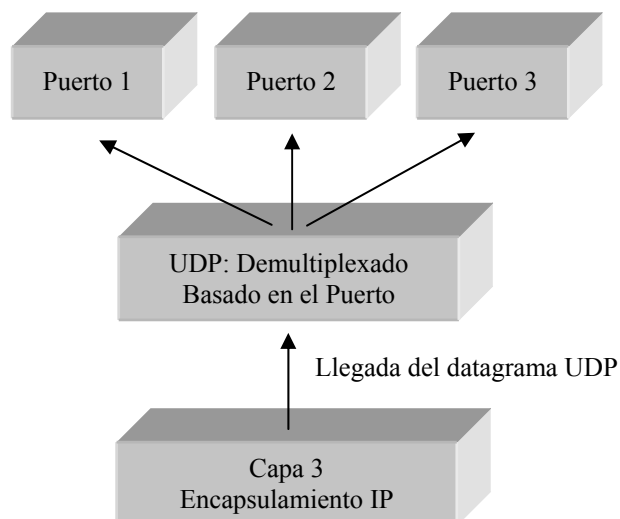 Puerto 1
Puerto 2
Puerto 3
UDP: Demultiplexado
Basado en el Puerto
Llegada del datagrama UDP
Capa 3
Encapsulamiento IP